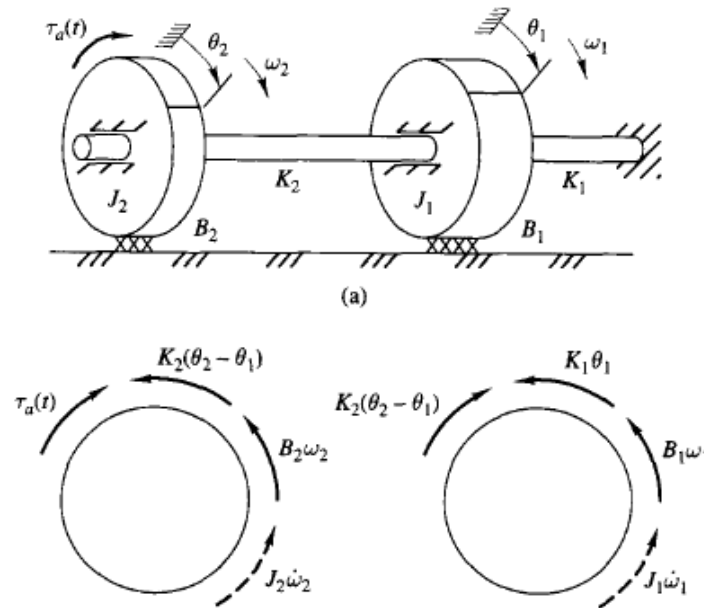 τₐ(t) θ₂ ω₂ θ₁ ω₁
J₂ B₂ K₂ J₁ B₁ K₁
(a)
K₂(θ₂ − θ₁) K₁θ₁
τₐ(t) K₂(θ₂ − θ₁)
B₂ω₂ B₁ω
J₂ω̇₂ J₁ω̇₁